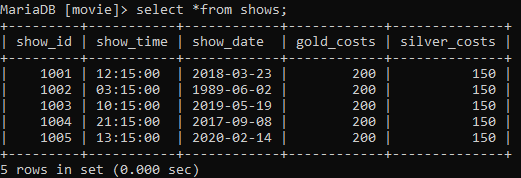 MariaDB [movie]> select *from shows;
+---------+-----------+------------+------------+--------------+
| show_id | show_time | show_date | gold_costs | silver_costs |
+---------+-----------+------------+------------+--------------+
| 1001 | 12:15:00 | 2018-03-23 | 200 | 150 |
| 1002 | 03:15:00 | 1989-06-02 | 200 | 150 |
| 1003 | 10:15:00 | 2019-05-19 | 200 | 150 |
| 1004 | 21:15:00 | 2017-09-08 | 200 | 150 |
| 1005 | 13:15:00 | 2020-02-14 | 200 | 150 |
+---------+-----------+------------+------------+--------------+
5 rows in set (0.000 sec)